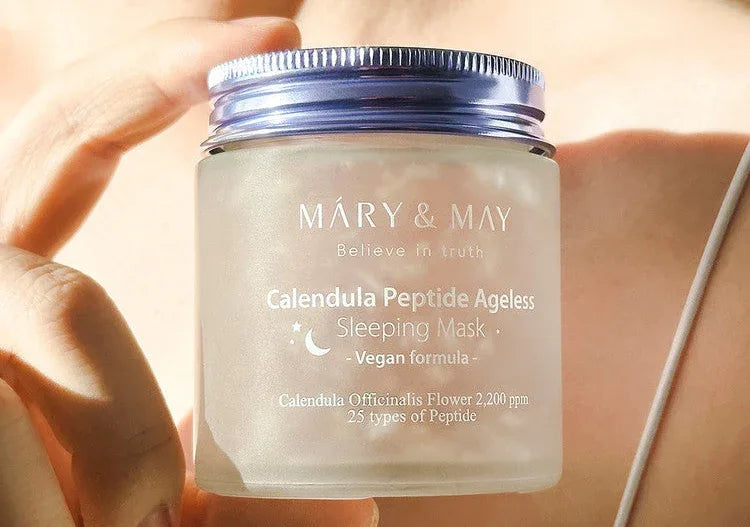 MÁRY & MAY
Believe in truth
Calendula Peptide Ageless
Sleeping Mask
- Vegan formula -
Calendula Officinalis Flower 2,200 ppm
25 types of Peptide